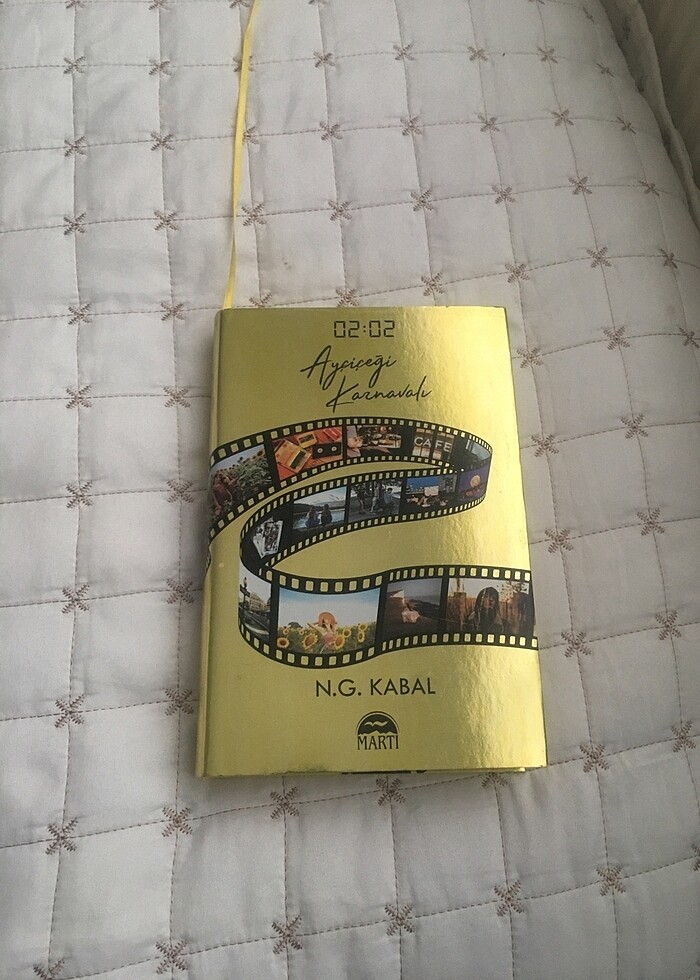 02:02
Ayçiçeği
Karnavalı
CAFE
N.G. KABAL
MARTI